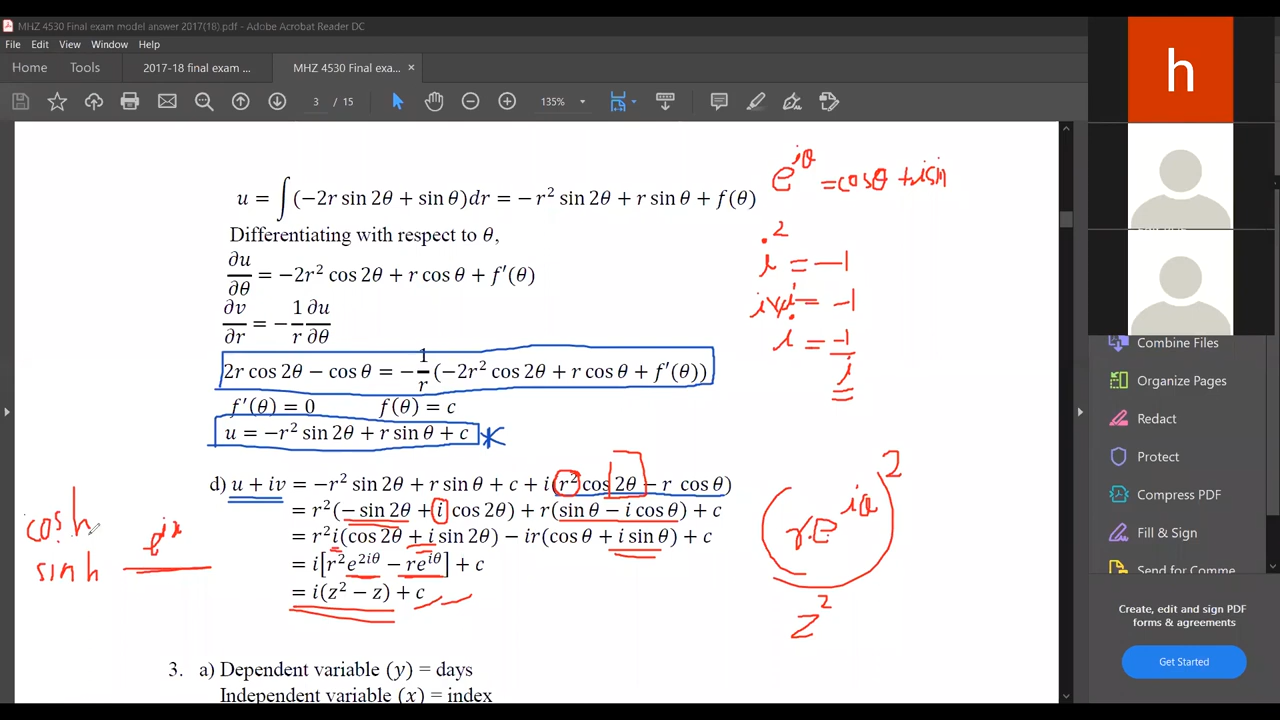 MHZ 4530 Final exam model answer 2017(18).pdf - Adobe Acrobat Reader DC
File Edit View Window Help
Home Tools 2017-18 final exam ... MHZ 4530 Final exa... ×
3 / 15 135%
h
u = ∫(−2r sin 2θ + sin θ)dr = −r² sin 2θ + r sin θ + f(θ)
Differentiating with respect to θ,
∂u/∂θ = −2r² cos 2θ + r cos θ + f′(θ)
∂v/∂r = −1/r ∂u/∂θ
2r cos 2θ − cos θ = −1/r (−2r² cos 2θ + r cos θ + f′(θ))
f′(θ) = 0 f(θ) = c
u = −r² sin 2θ + r sin θ + c
d) u + iv = −r² sin 2θ + r sin θ + c + i(r² cos 2θ − r cos θ)
= r²(− sin 2θ + i cos 2θ) + r(sin θ − i cos θ) + c
= r²i(cos 2θ + i sin 2θ) − ir(cos θ + i sin θ) + c
= i[r²e^{2iθ} − re^{iθ}] + c
= i(z² − z) + c
3. a) Dependent variable (y) = days
Independent variable (x) = index
e^{iθ} = cosθ + isin
i² = −1
i×i = −1
i = −1/i
(r.e^{iθ})²
z²
cosh
sinh
e^{ix}
Combine Files
Organize Pages
Redact
Protect
Compress PDF
Fill & Sign
Send for Comme
Create, edit and sign PDF
forms & agreements
Get Started